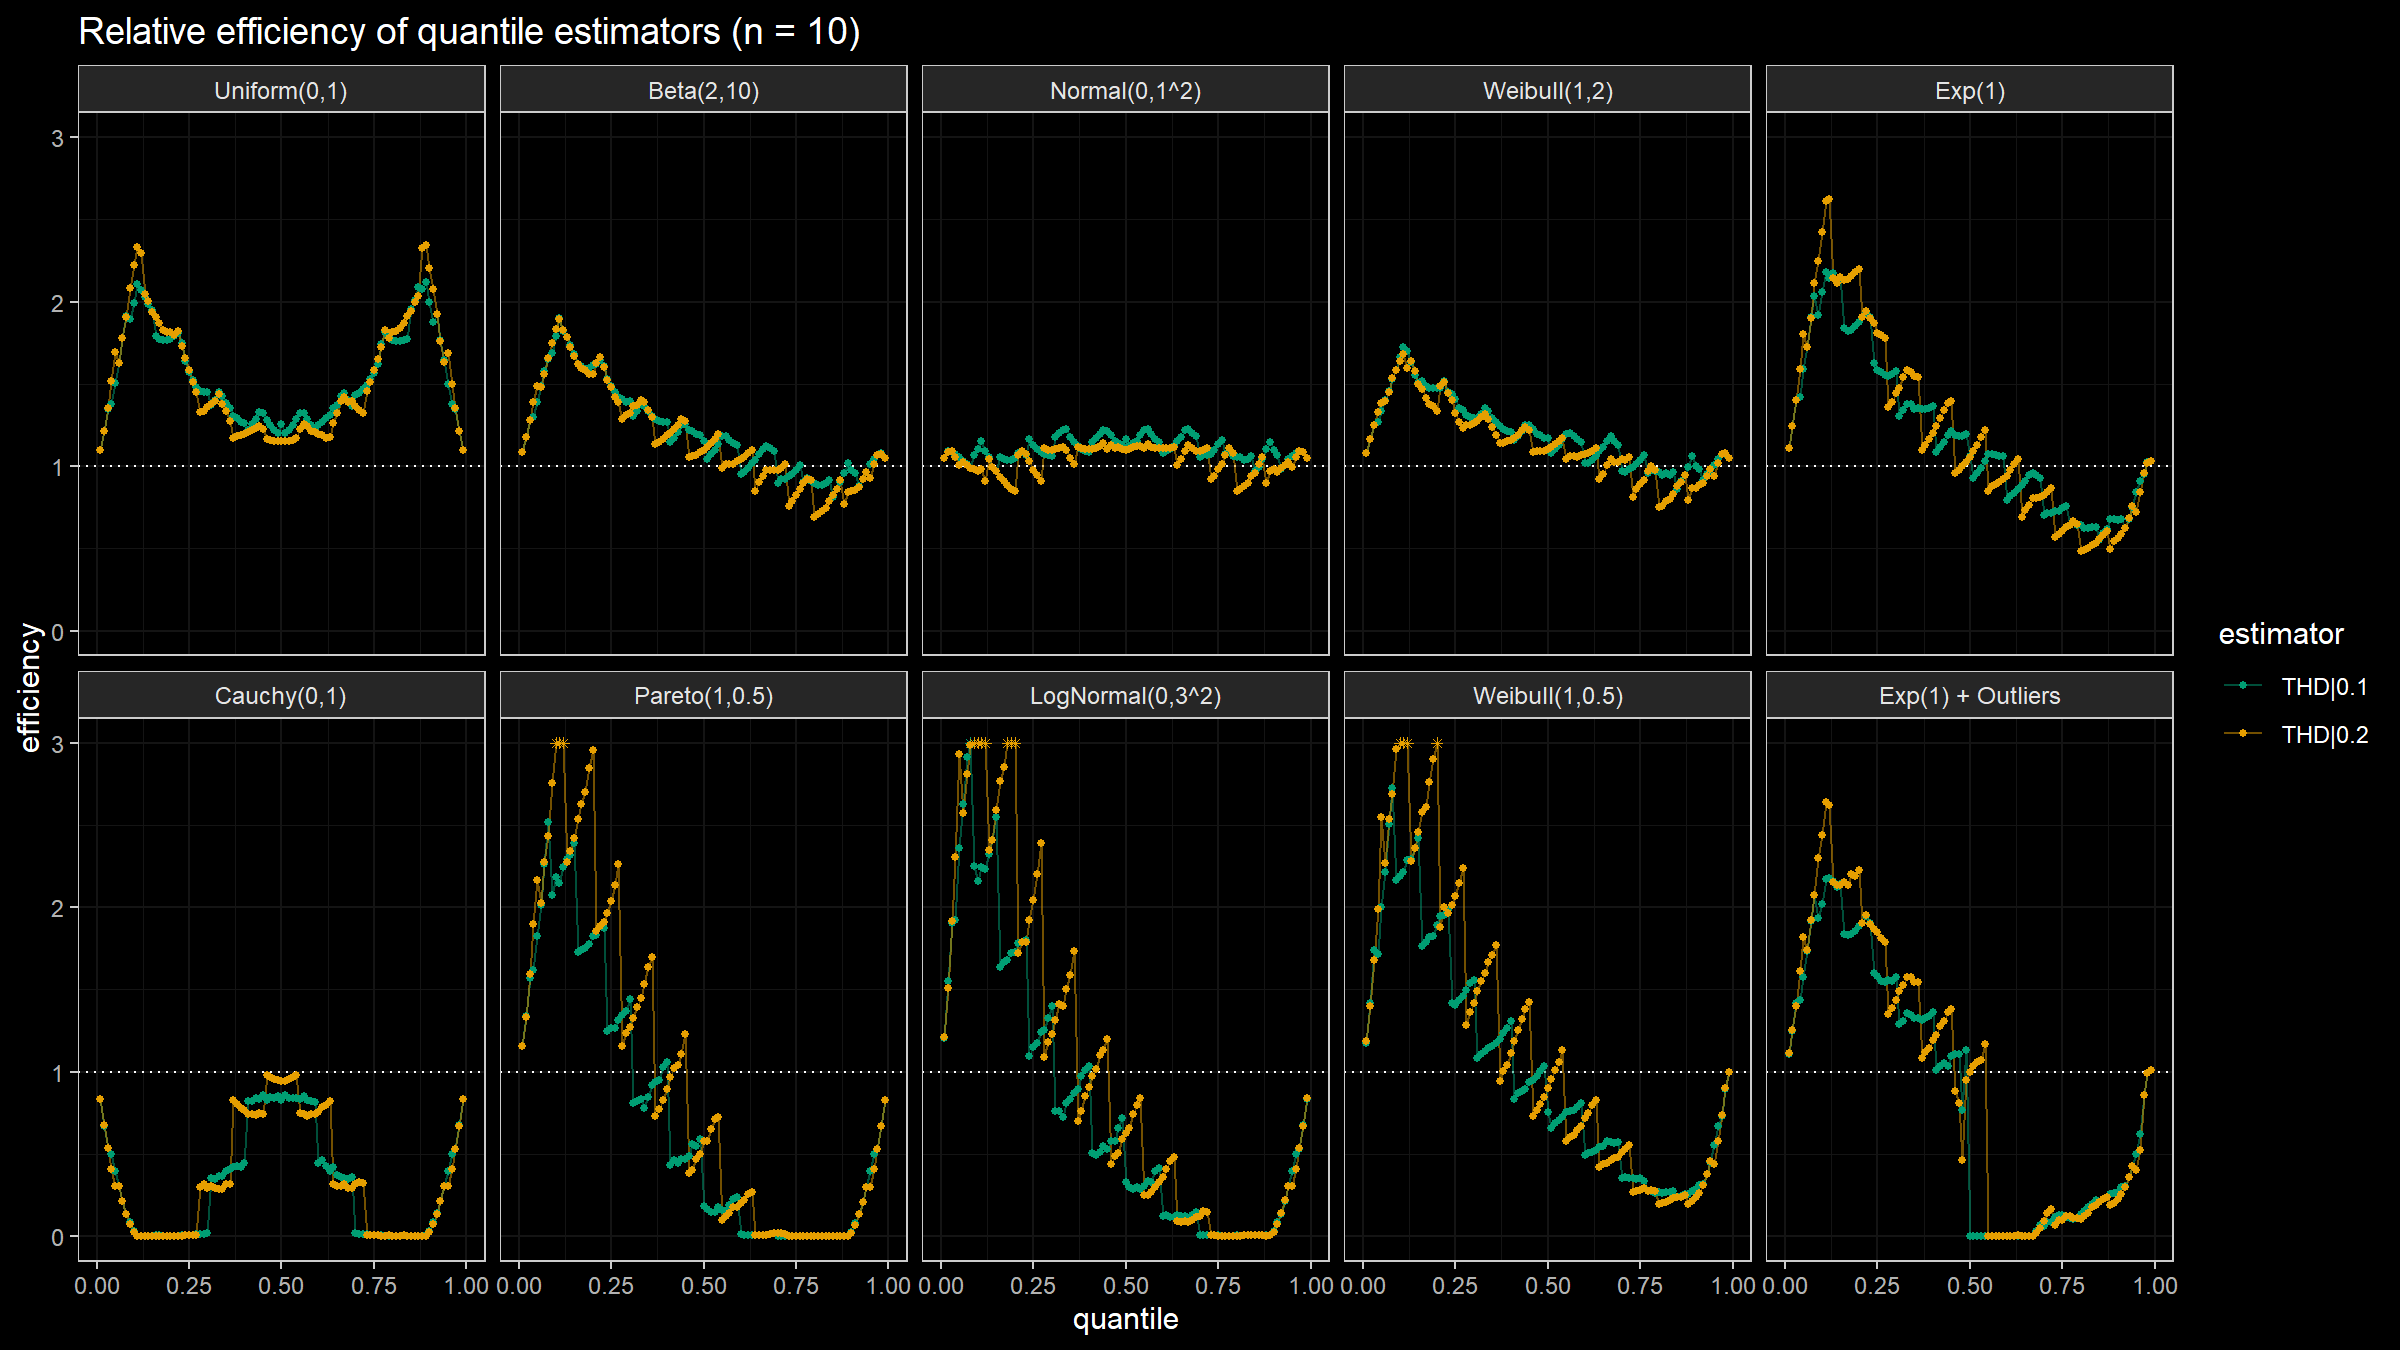 Relative efficiency of quantile estimators (n = 10)
Uniform(0,1)
Beta(2,10)
Normal(0,1^2)
Weibull(1,2)
Exp(1)
3
2
1
0
efficiency
Cauchy(0,1)
Pareto(1,0.5)
LogNormal(0,3^2)
Weibull(1,0.5)
Exp(1) + Outliers
3
2
1
0
0.00 0.25 0.50 0.75 1.00
0.00 0.25 0.50 0.75 1.00
0.00 0.25 0.50 0.75 1.00
0.00 0.25 0.50 0.75 1.00
0.00 0.25 0.50 0.75 1.00
quantile
estimator
THD|0.1
THD|0.2